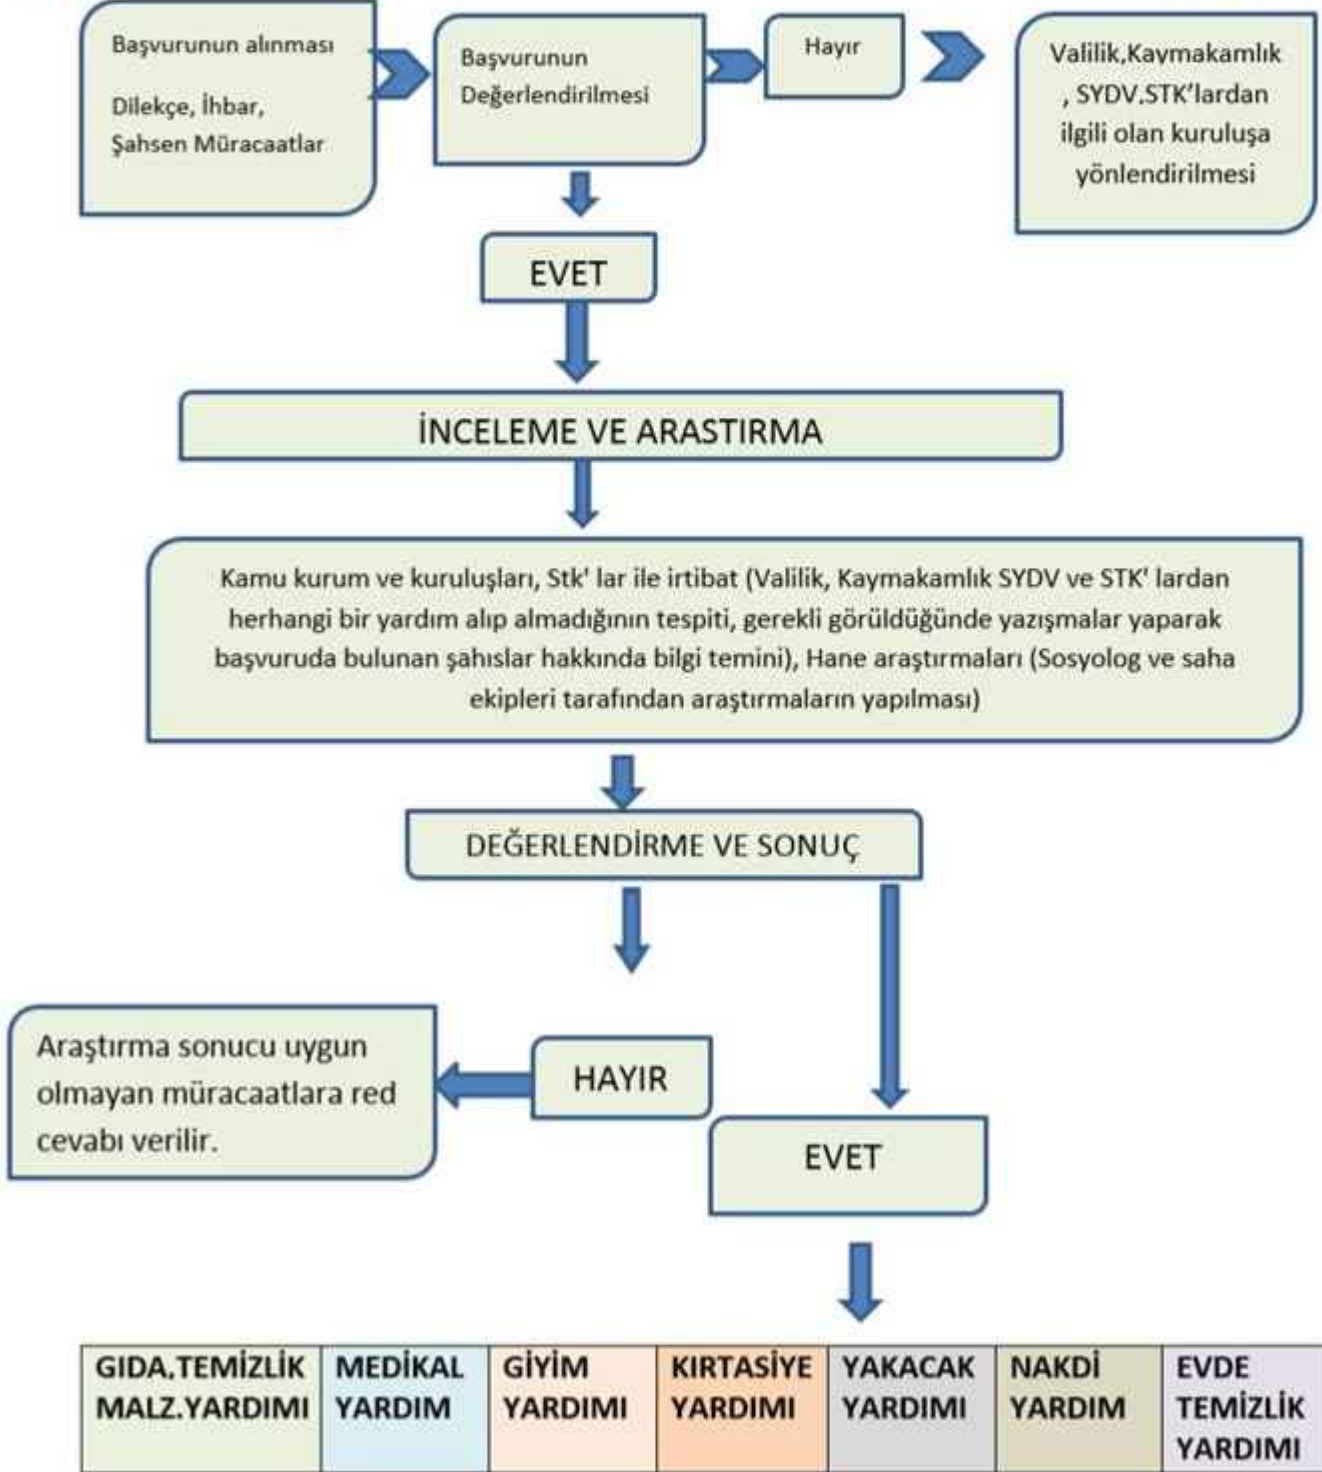 Başvurunun alınması
Dilekçe, İhbar,
Şahsen Müracaatlar
Başvurunun
Değerlendirilmesi
Hayır
Valilik,Kaymakamlık
, SYDV.STK'lardan
ilgili olan kuruluşa
yönlendirilmesi
EVET
İNCELEME VE ARASTIRMA
Kamu kurum ve kuruluşları, Stk' lar ile irtibat (Valilik, Kaymakamlık SYDV ve STK' lardan
herhangi bir yardım alıp almadığının tespiti, gerekli görüldüğünde yazışmalar yaparak
başvuruda bulunan şahıslar hakkında bilgi temini), Hane araştırmaları (Sosyolog ve saha
ekipleri tarafından araştırmaların yapılması)
DEĞERLENDİRME VE SONUÇ
Araştırma sonucu uygun
olmayan müracaatlara red
cevabı verilir.
HAYIR
EVET
GIDA,TEMİZLİK
MALZ.YARDIMI
MEDİKAL
YARDIM
GİYİM
YARDIMI
KIRTASİYE
YARDIMI
YAKACAK
YARDIMI
NAKDİ
YARDIM
EVDE
TEMİZLİK
YARDIMI